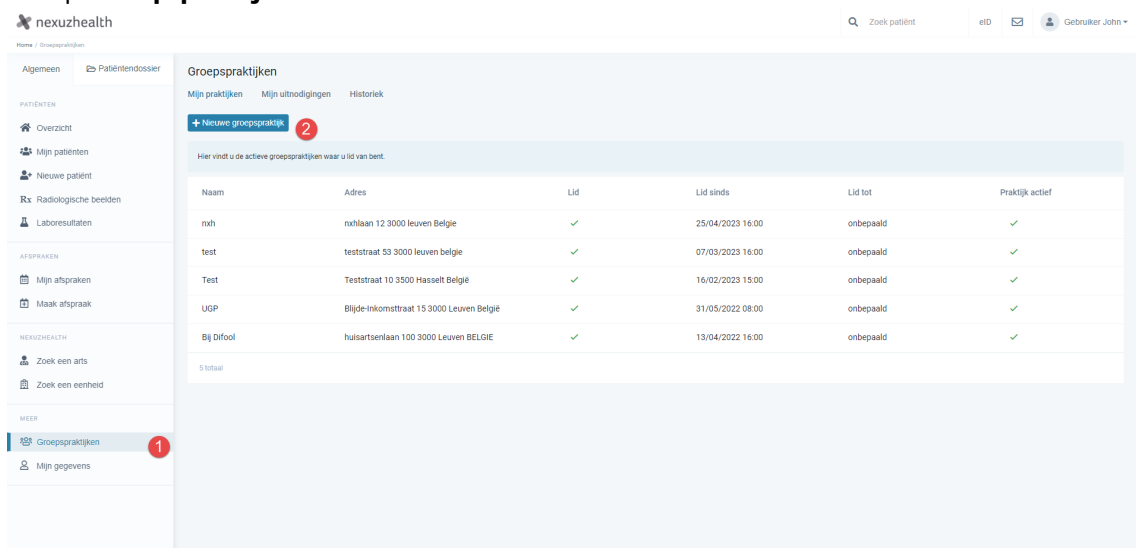 nexuzhealth
Zoek patiënt
eID
Gebruiker John
Home / Groepspraktijken
Algemeen
Patiëntendossier
Groepspraktijken
Mijn praktijken Mijn uitnodigingen Historiek
PATIËNTEN
+ Nieuwe groepspraktijk
2
Overzicht
Mijn patiënten
Hier vindt u de actieve groepspraktijken waar u lid van bent.
Nieuwe patiënt
Rx Radiologische beelden
Laboresultaten
Naam Adres Lid Lid sinds Lid tot Praktijk actief
nxh nxhlaan 12 3000 leuven Belgie 25/04/2023 16:00 onbepaald
test teststraat 53 3000 leuven belgie 07/03/2023 16:00 onbepaald
Test Teststraat 10 3500 Hasselt België 16/02/2023 15:00 onbepaald
UGP Blijde-Inkomsttraat 15 3000 Leuven België 31/05/2022 08:00 onbepaald
Bij Difool huisartsenlaan 100 3000 Leuven BELGIE 13/04/2022 16:00 onbepaald
5 totaal
AFSPRAKEN
Mijn afspraken
Maak afspraak
NEXUZHEALTH
Zoek een arts
Zoek een eenheid
MEER
Groepspraktijken
1
Mijn gegevens